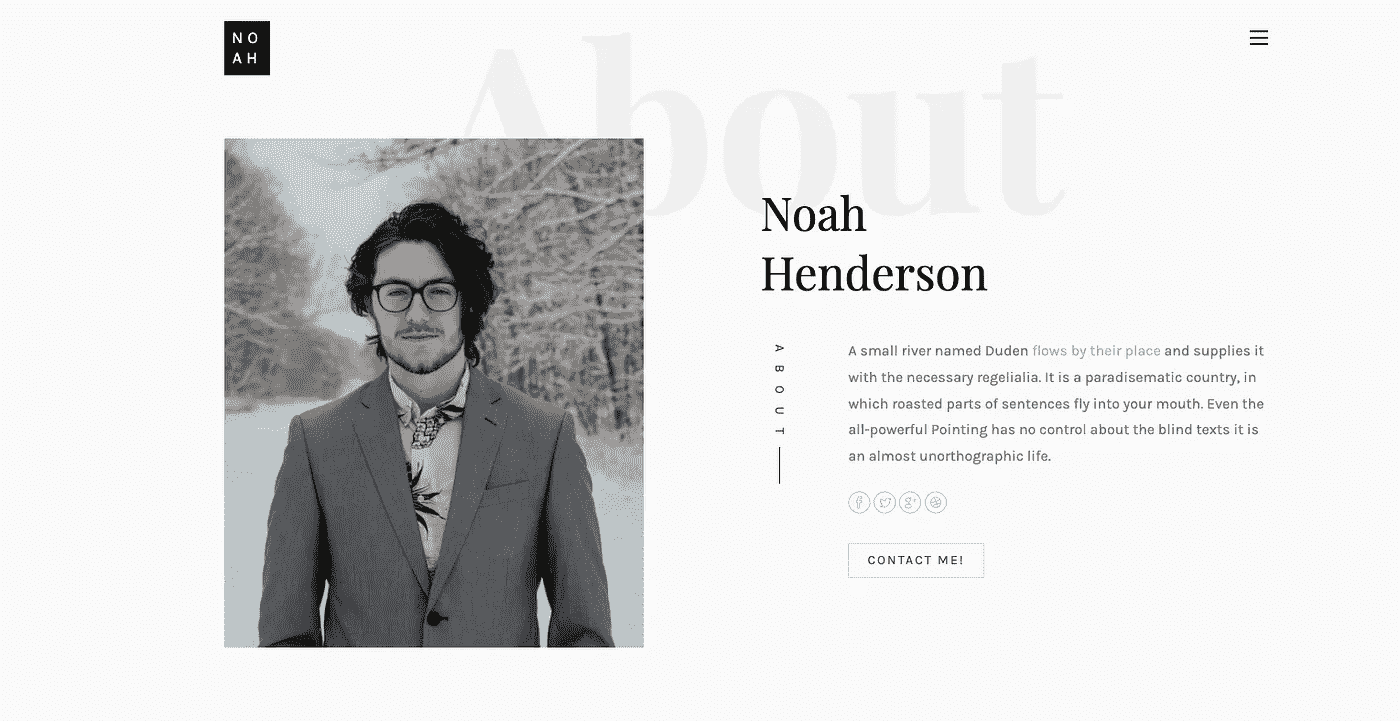 NO
AH
About
Noah
Henderson
ABOUT
A small river named Duden flows by their place and supplies it
with the necessary regelialia. It is a paradisematic country, in
which roasted parts of sentences fly into your mouth. Even the
all-powerful Pointing has no control about the blind texts it is
an almost unorthographic life.
CONTACT ME!